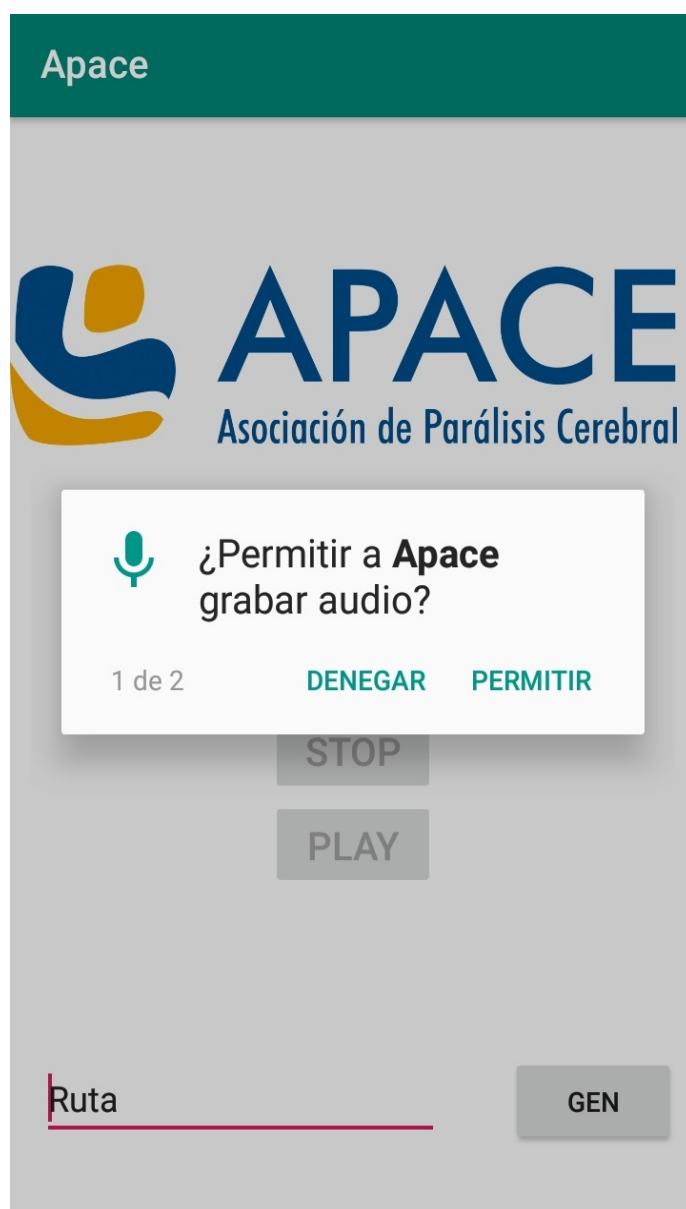 Apace
APACE
Asociación de Parálisis Cerebral
¿Permitir a Apace
grabar audio?
1 de 2 DENEGAR PERMITIR
STOP
PLAY
Ruta GEN